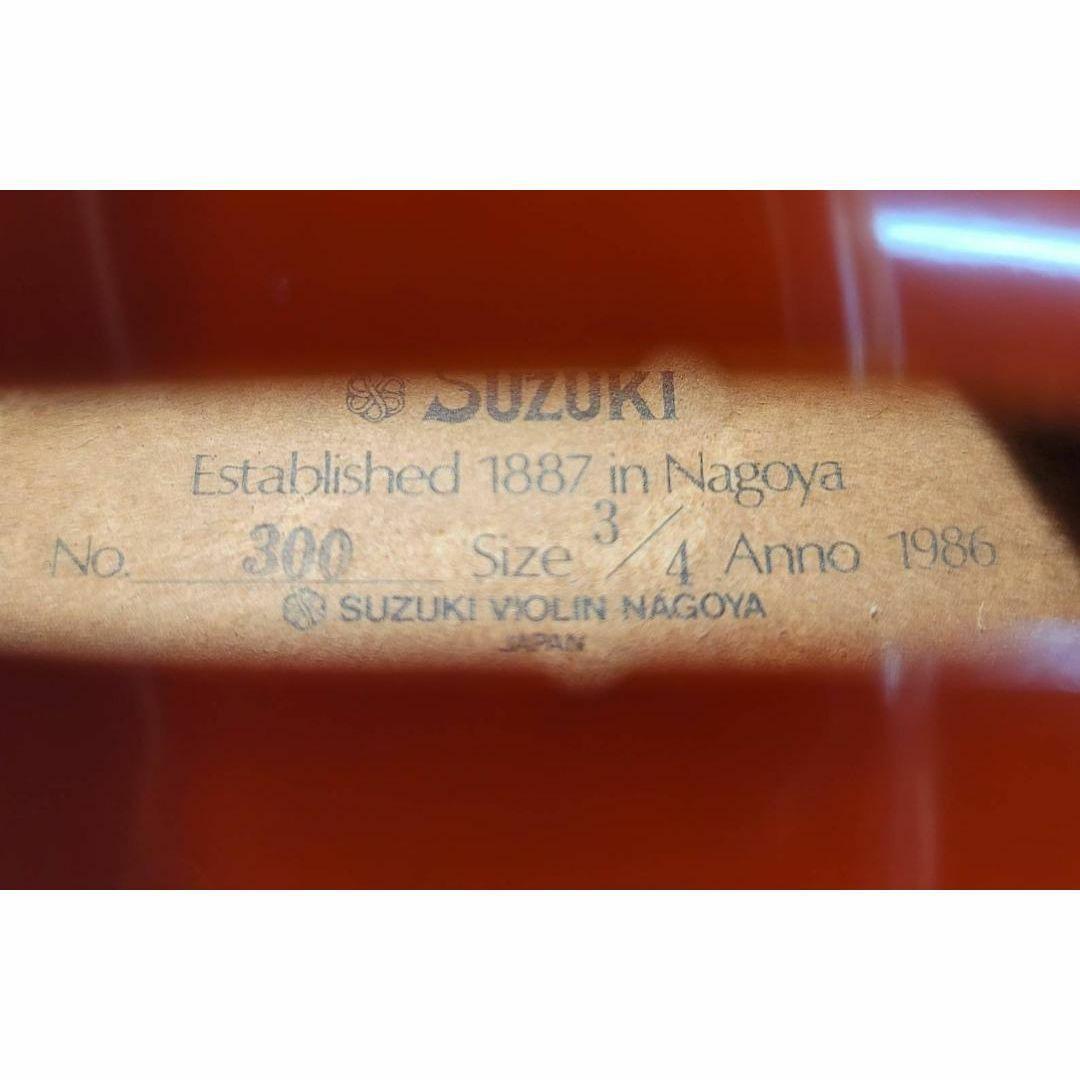 SUZUKI
Established 1887 in Nagoya
No. 300 Size 3/4 Anno 1986
SUZUKI VIOLIN NAGOYA
JAPAN